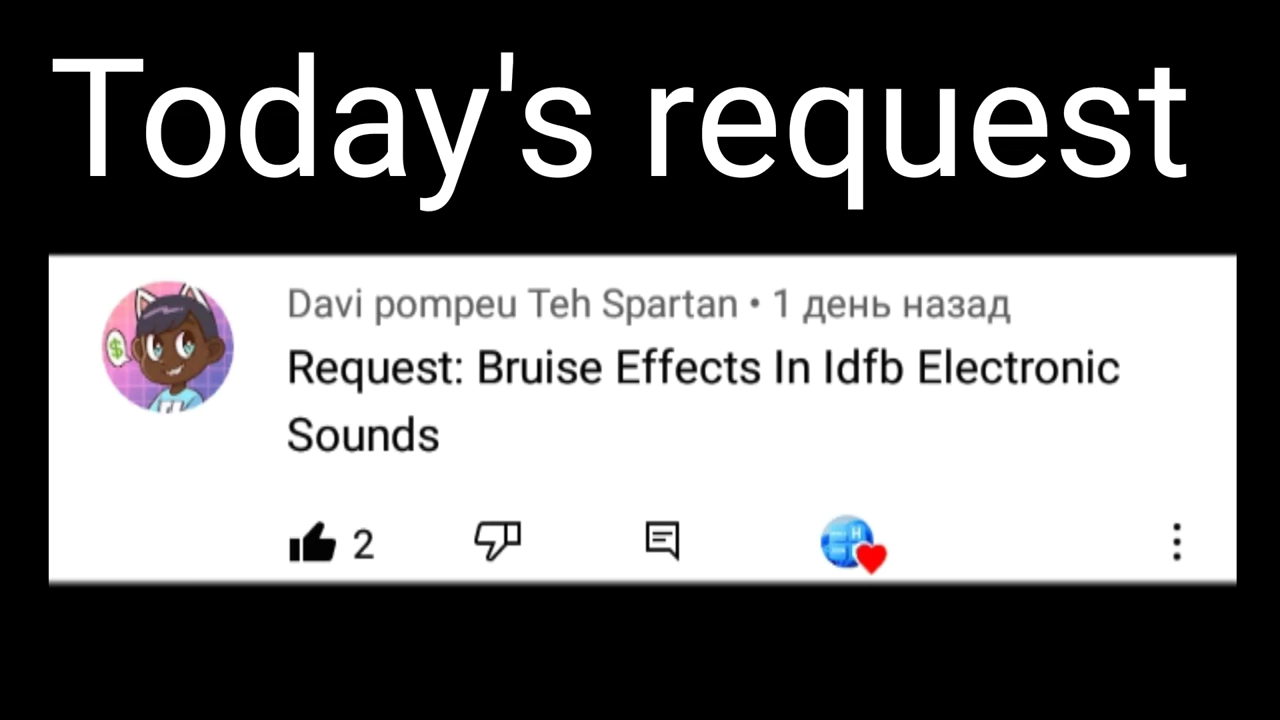 Today's request
Davi pompeu Teh Spartan • 1 день назад
Request: Bruise Effects In Idfb Electronic
Sounds
2